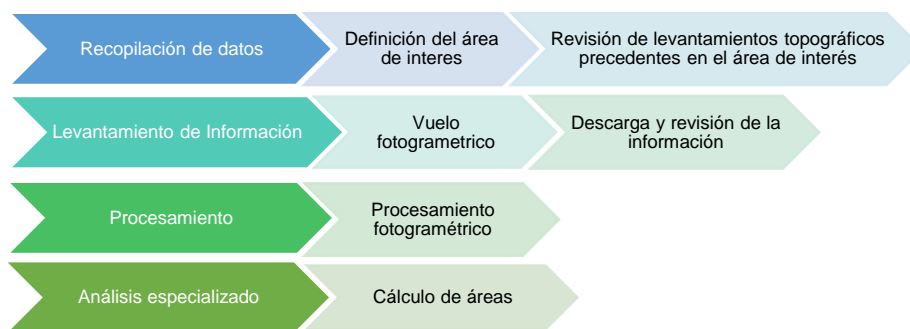 Recopilación de datos
Definición del área
de interes
Revisión de levantamientos topográficos
precedentes en el área de interés
Levantamiento de Información
Vuelo
fotogrametrico
Descarga y revisión de la
información
Procesamiento
Procesamiento
fotogramétrico
Análisis especializado
Cálculo de áreas